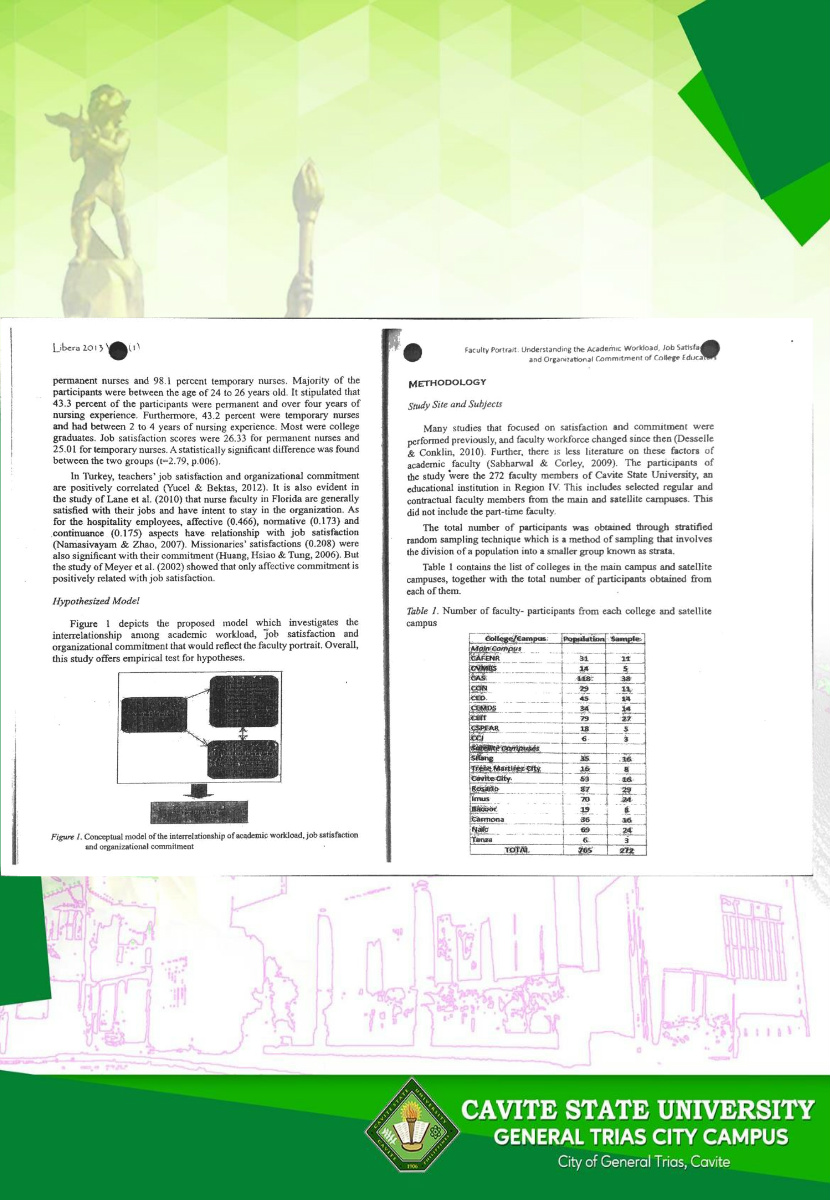 Libera 2013
(1)
permanent nurses and 98.1 percent temporary nurses. Majority of the
participants were between the age of 24 to 26 years old. It stipulated that
43.3 percent of the participants were permanent and over four years of
nursing experience. Furthermore, 43.2 percent were temporary nurses
and had between 2 to 4 years of nursing experience. Most were college
graduates. Job satisfaction scores were 26.33 for permanent nurses and
25.01 for temporary nurses. A statistically significant difference was found
between the two groups (t=2.79, p.006).
In Turkey, teachers' job satisfaction and organizational commitment
are positively correlated (Yucel & Bektas, 2012). It is also evident in
the study of Lane et al. (2010) that nurse faculty in Florida are generally
satisfied with their jobs and have intent to stay in the organization. As
for the hospitality employees, affective (0.466), normative (0.173) and
continuance (0.175) aspects have relationship with job satisfaction
(Namasivayam & Zhao, 2007). Missionaries' satisfactions (0.208) were
also significant with their commitment (Huang, Hsiao & Tung, 2006). But
the study of Meyer et al. (2002) showed that only affective commitment is
positively related with job satisfaction.
Hypothesized Model
Figure 1 depicts the proposed model which investigates the
interrelationship among academic workload, job satisfaction and
organizational commitment that would reflect the faculty portrait. Overall,
this study offers empirical test for hypotheses.
Figure 1. Conceptual model of the interrelationship of academic workload, job satisfaction
and organizational commitment
Faculty Portrait: Understanding the Academic Workload, Job Satisfa
and Organizational Commitment of College Educators
METHODOLOGY
Study Site and Subjects
Many studies that focused on satisfaction and commitment were
performed previously, and faculty workforce changed since then (Desselle
& Conklin, 2010). Further, there is less literature on these factors of
academic faculty (Sabharwal & Corley, 2009). The participants of
the study were the 272 faculty members of Cavite State University, an
educational institution in Region IV. This includes selected regular and
contractual faculty members from the main and satellite campuses. This
did not include the part-time faculty.
The total number of participants was obtained through stratified
random sampling technique which is a method of sampling that involves
the division of a population into a smaller group known as strata.
Table 1 contains the list of colleges in the main campus and satellite
campuses, together with the total number of participants obtained from
each of them.
Table 1. Number of faculty- participants from each college and satellite
campus
College/Campus Population Sample
Main Campus
CAFENR 31 11
CVMBS 14 5
CAS 118 38
CON 29 11
CED 45 14
CEMDS 34 14
CEIT 79 27
CSPEAR 18 5
CCJ 6 3
Satellite Campuses
Silang 35 16
Trece Martires City 16 8
Cavite City 53 16
Rosario 87 29
Imus 70 24
Bacoor 19
Carmona 36 16
Naic 69 24
Tanza 6 3
TOTAL 765 272
CAVITE STATE UNIVERSITY
GENERAL TRIAS CITY CAMPUS
City of General Trias, Cavite
CAVITE STATE UNIVERSITY
1906